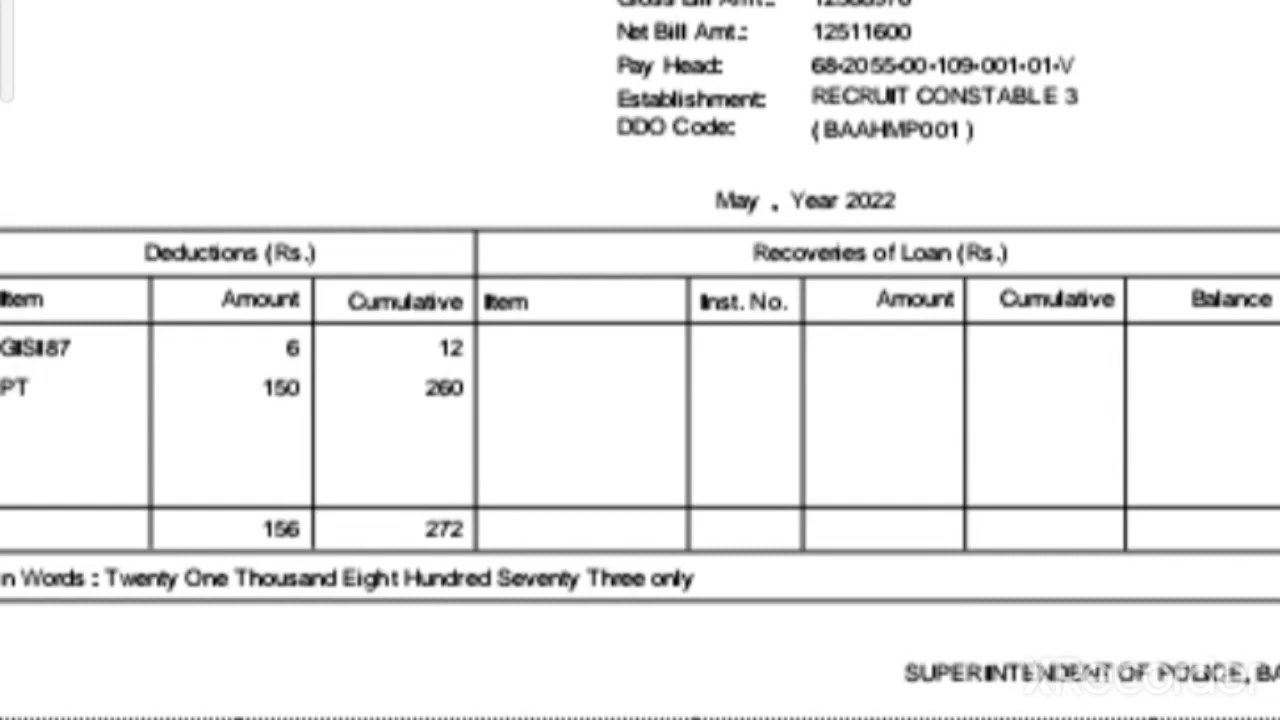 Net Bill Amt.: 12511600
Pay Head: 68-2055-00-109-001-01-V
Establishment: RECRUIT CONSTABLE 3
DDO Code: ( BAAHMP001 )
May , Year 2022
Deductions (Rs.) Recoveries of Loan (Rs.)
Item Amount Cumulative Item Inst. No. Amount Cumulative Balance
GISI87 6 12
PT 150 260
156 272
n Words : Twenty One Thousand Eight Hundred Seventy Three only
SUPERINTENDENT OF POLICE, BA
XRecorder